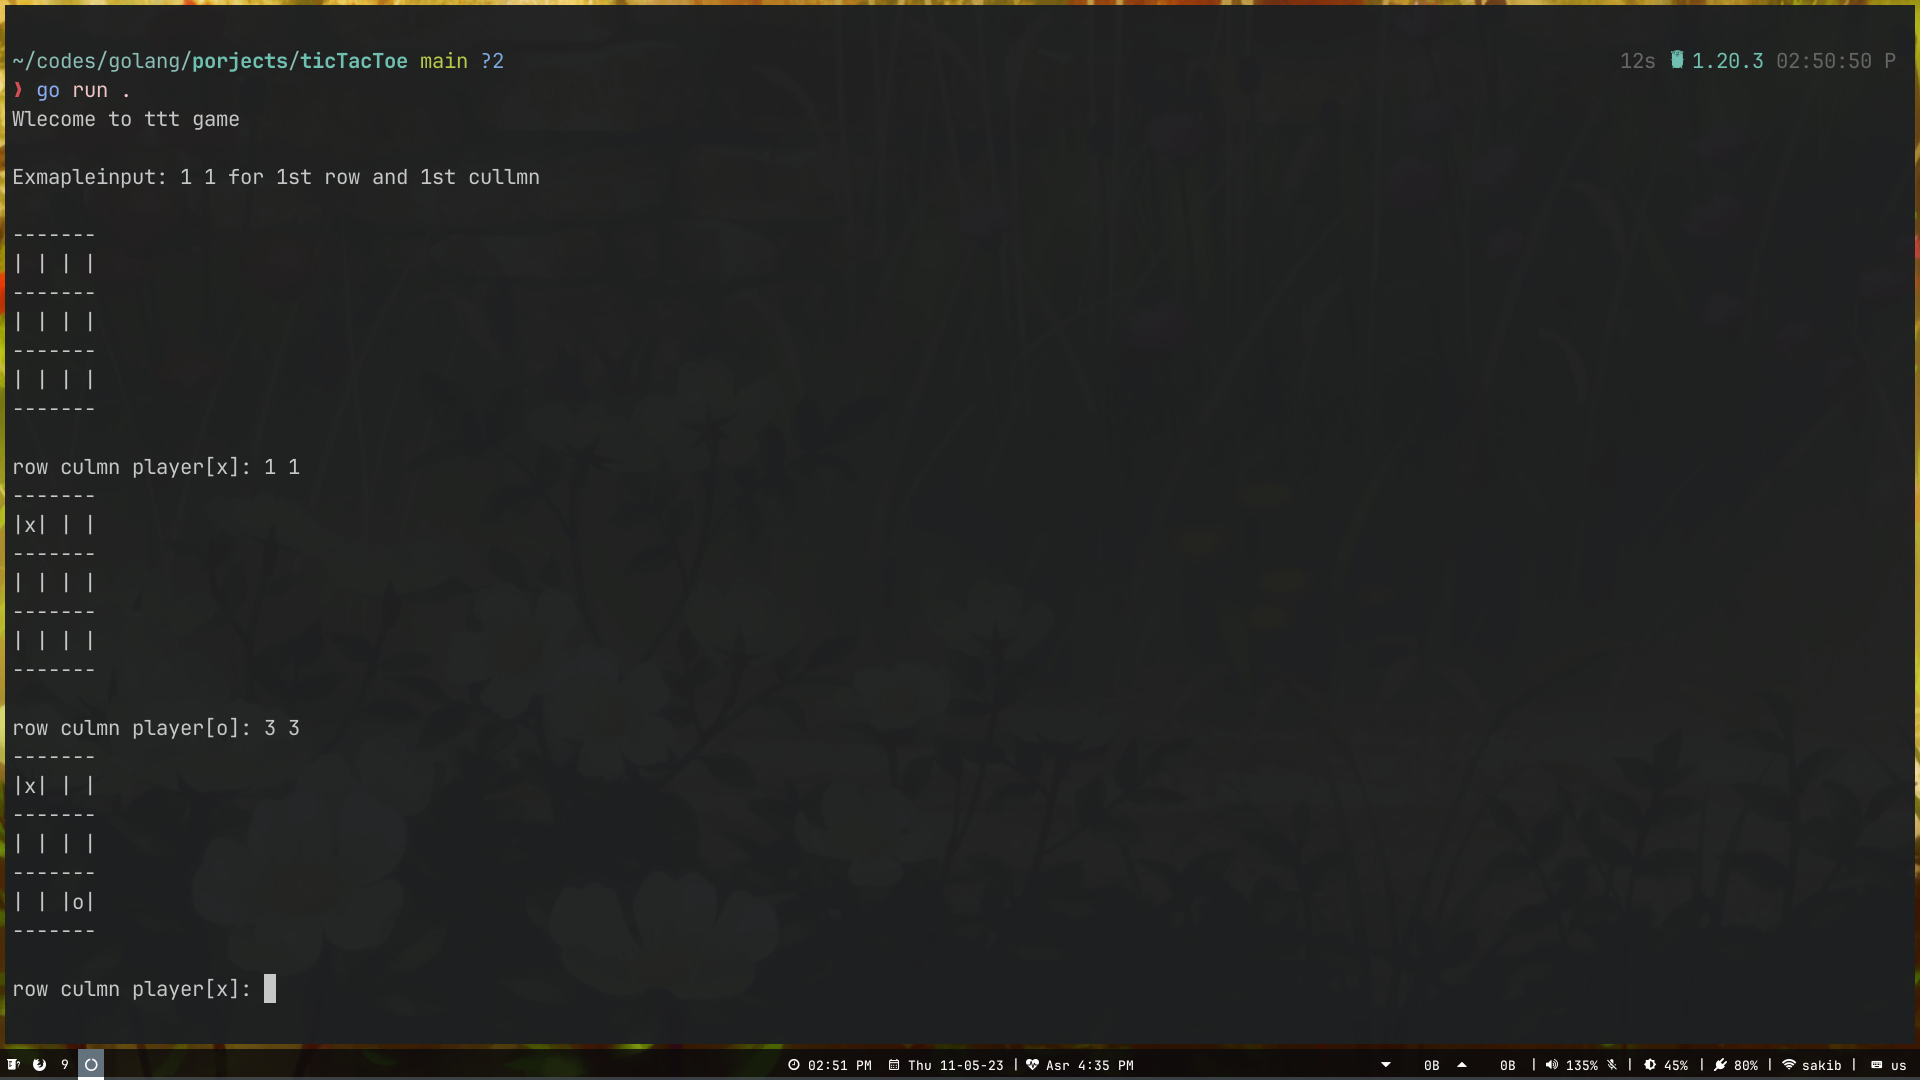 ~/codes/golang/porjects/ticTacToe main ?2 12s 1.20.3 02:50:50 P
❫ go run .
Wlecome to ttt game
Exmapleinput: 1 1 for 1st row and 1st cullmn
-------
| | | |
-------
| | | |
-------
| | | |
-------
row culmn player[x]: 1 1
-------
|x| | |
-------
| | | |
-------
| | | |
-------
row culmn player[o]: 3 3
-------
|x| | |
-------
| | | |
-------
| | |o|
-------
row culmn player[x]:
9 02:51 PM Thu 11-05-23 | Asr 4:35 PM 0B 0B | 135% | 45% | 80% | sakib | us